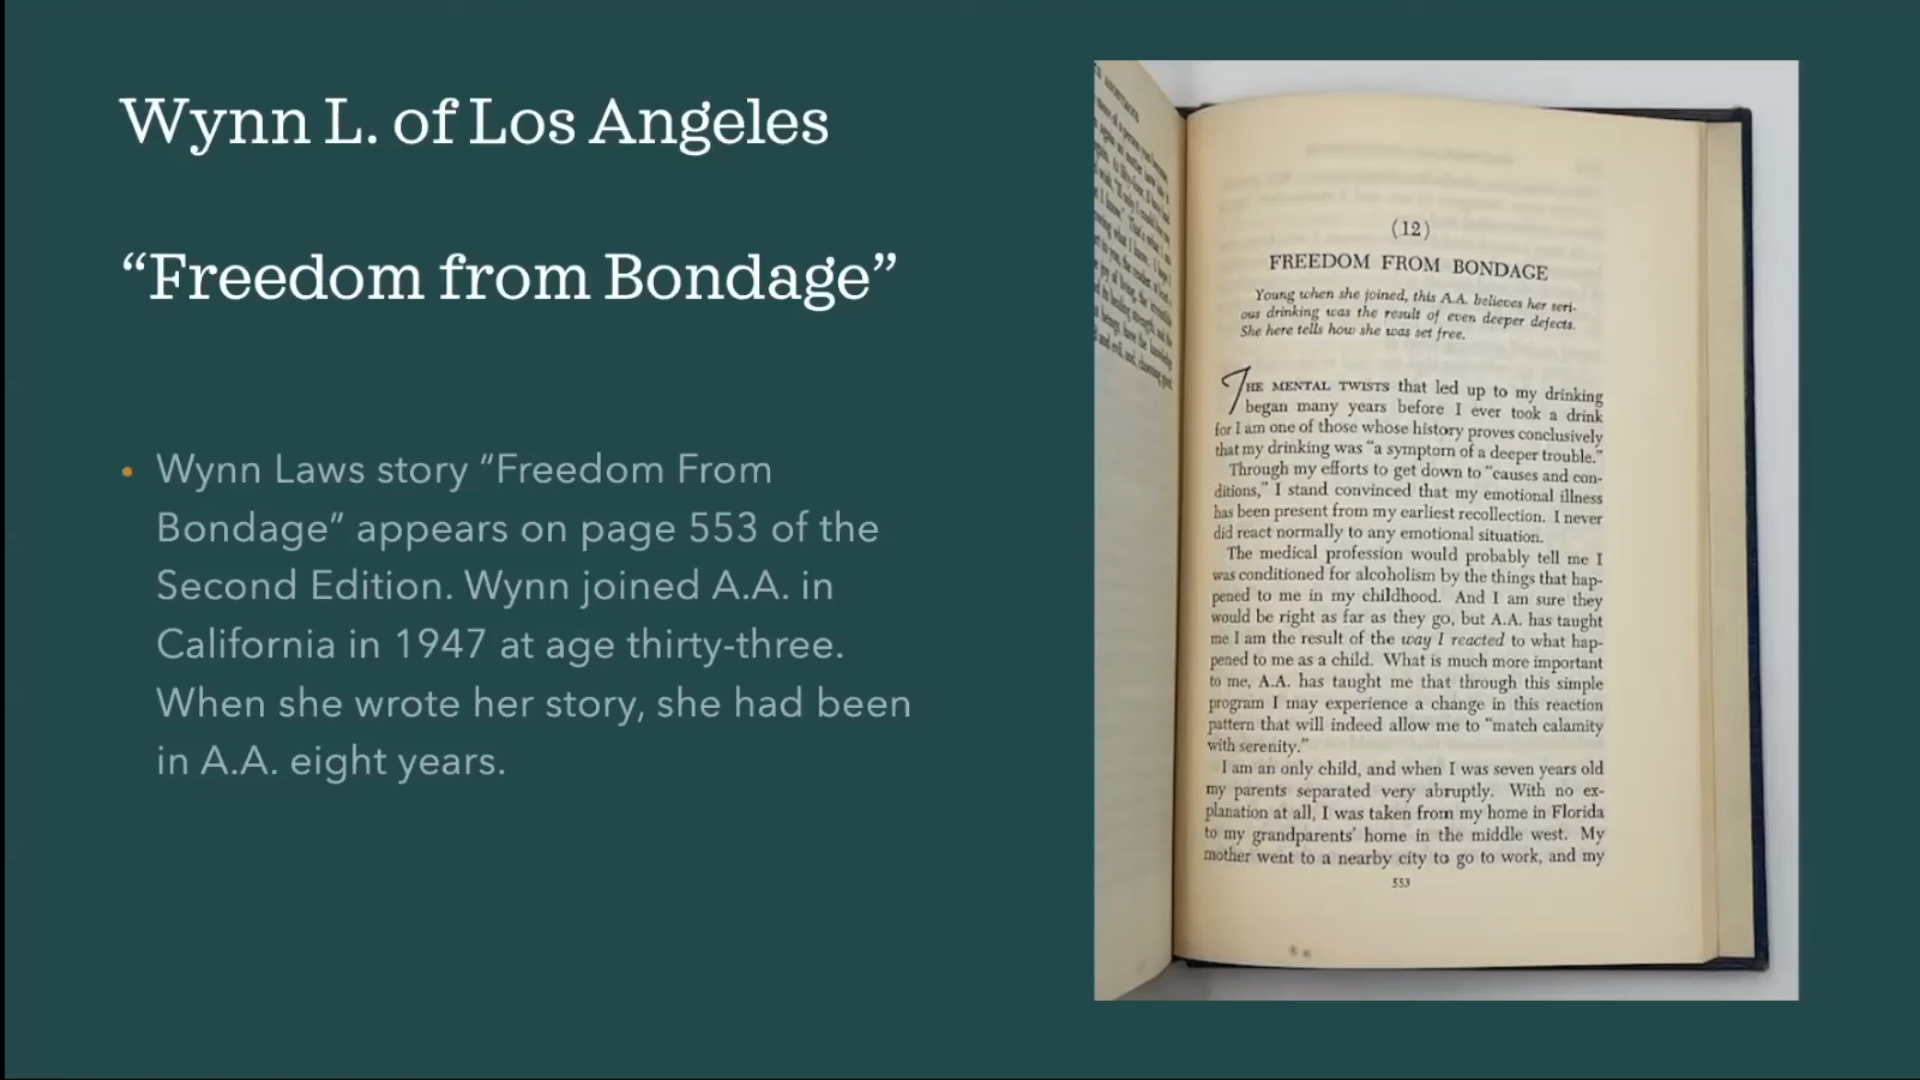 Wynn L. of Los Angeles
“Freedom from Bondage”
• Wynn Laws story “Freedom From
Bondage” appears on page 553 of the
Second Edition. Wynn joined A.A. in
California in 1947 at age thirty-three.
When she wrote her story, she had been
in A.A. eight years.
(12)
FREEDOM FROM BONDAGE
Young when she joined, this A.A. believes her seri-
ous drinking was the result of even deeper defects.
She here tells how she was set free.
THE MENTAL TWISTS that led up to my drinking
began many years before I ever took a drink
for I am one of those whose history proves conclusively
that my drinking was “a symptom of a deeper trouble.”
Through my efforts to get down to “causes and con-
ditions,” I stand convinced that my emotional illness
has been present from my earliest recollection. I never
did react normally to any emotional situation.
The medical profession would probably tell me I
was conditioned for alcoholism by the things that hap-
pened to me in my childhood. And I am sure they
would be right as far as they go, but A.A. has taught
me I am the result of the way I reacted to what hap-
pened to me as a child. What is much more important
to me, A.A. has taught me that through this simple
program I may experience a change in this reaction
pattern that will indeed allow me to “match calamity
with serenity.”
I am an only child, and when I was seven years old
my parents separated very abruptly. With no ex-
planation at all, I was taken from my home in Florida
to my grandparents’ home in the middle west. My
mother went to a nearby city to go to work, and my
553